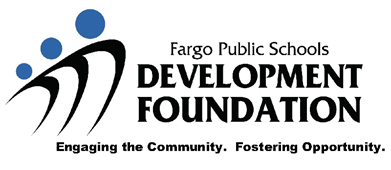 Fargo Public Schools
DEVELOPMENT
FOUNDATION
Engaging the Community.  Fostering Opportunity.